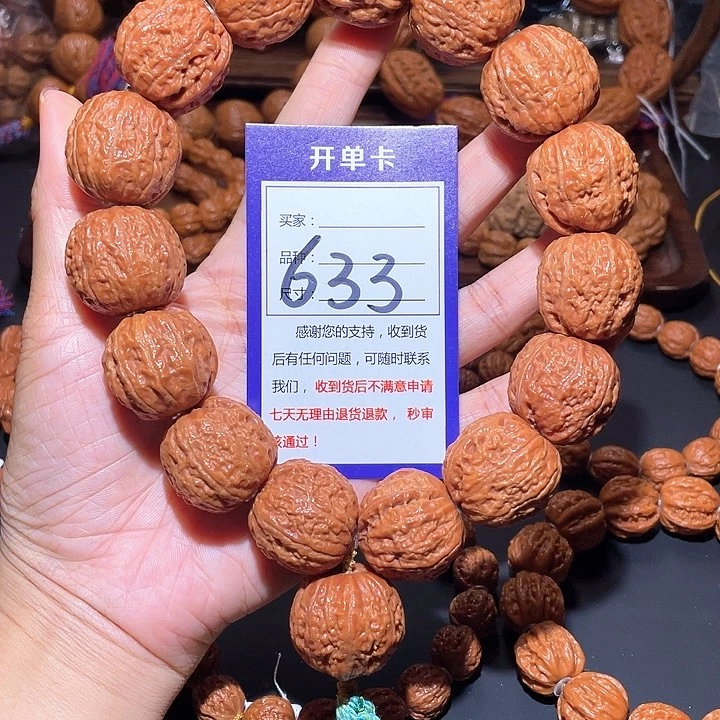 开单卡
买家：
品种：
633
尺寸：
感谢您的支持，收到货
后有任何问题，可随时联系
我们，收到货后不满意申请
七天无理由退货退款，秒审
核通过！